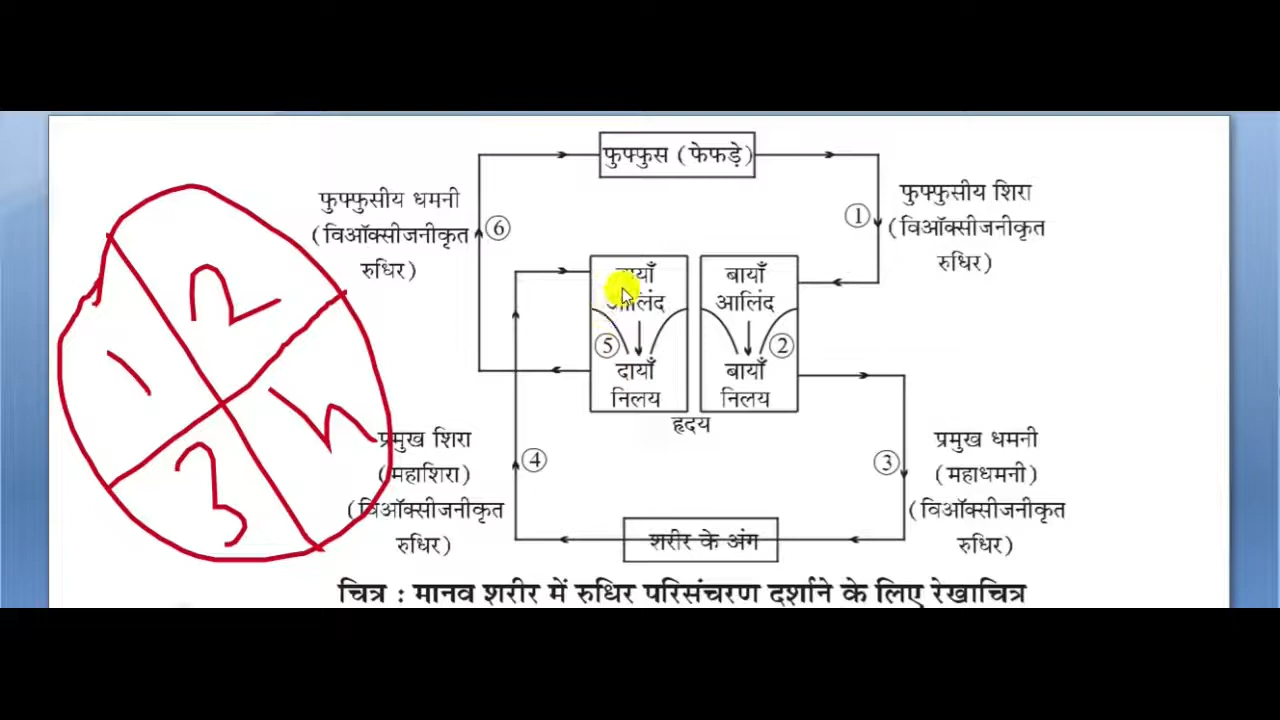 फुफ्फुस (फेफड़े)
फुफ्फुसीय धमनी
(विऑक्सीजनीकृत
रुधिर)
⑥
①
फुफ्फुसीय शिरा
(विऑक्सीजनीकृत
रुधिर)
दायाँ
आलिंद
⑤
दायाँ
निलय
बायाँ
आलिंद
②
बायाँ
निलय
हृदय
प्रमुख शिरा
(महाशिरा)
(विऑक्सीजनीकृत
रुधिर)
④
③
प्रमुख धमनी
(महाधमनी)
(विऑक्सीजनीकृत
रुधिर)
शरीर के अंग
चित्र : मानव शरीर में रुधिर परिसंचरण दर्शाने के लिए रेखाचित्र
1
2
3